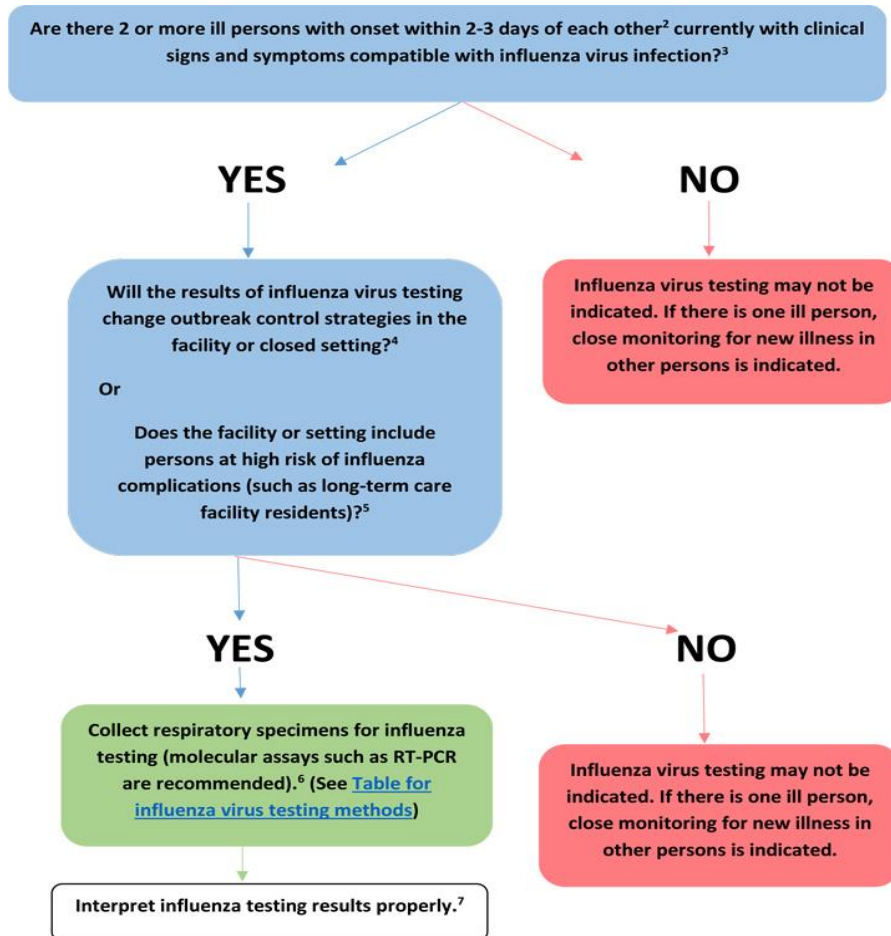 Are there 2 or more ill persons with onset within 2-3 days of each other² currently with clinical
signs and symptoms compatible with influenza virus infection?³
YES
NO
Will the results of influenza virus testing
change outbreak control strategies in the
facility or closed setting?⁴
Or
Does the facility or setting include
persons at high risk of influenza
complications (such as long-term care
facility residents)?⁵
Influenza virus testing may not be
indicated. If there is one ill person,
close monitoring for new illness in
other persons is indicated.
YES
NO
Collect respiratory specimens for influenza
testing (molecular assays such as RT-PCR
are recommended).⁶ (See Table for
influenza virus testing methods)
Influenza virus testing may not be
indicated. If there is one ill person,
close monitoring for new illness in
other persons is indicated.
Interpret influenza testing results properly.⁷